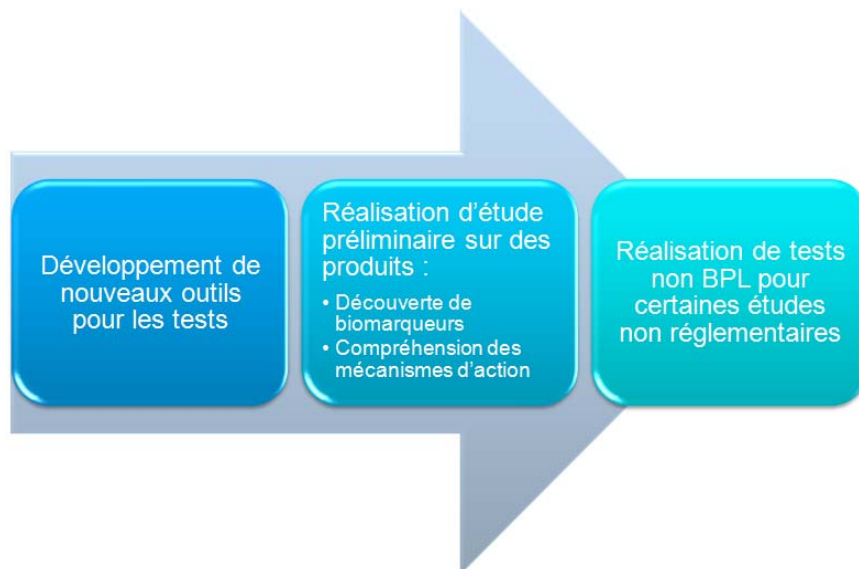 Développement de
nouveaux outils
pour les tests
Réalisation d’étude
préliminaire sur des
produits :
• Découverte de
biomarqueurs
• Compréhension des
mécanismes d’action
Réalisation de tests
non BPL pour
certaines études
non réglementaires